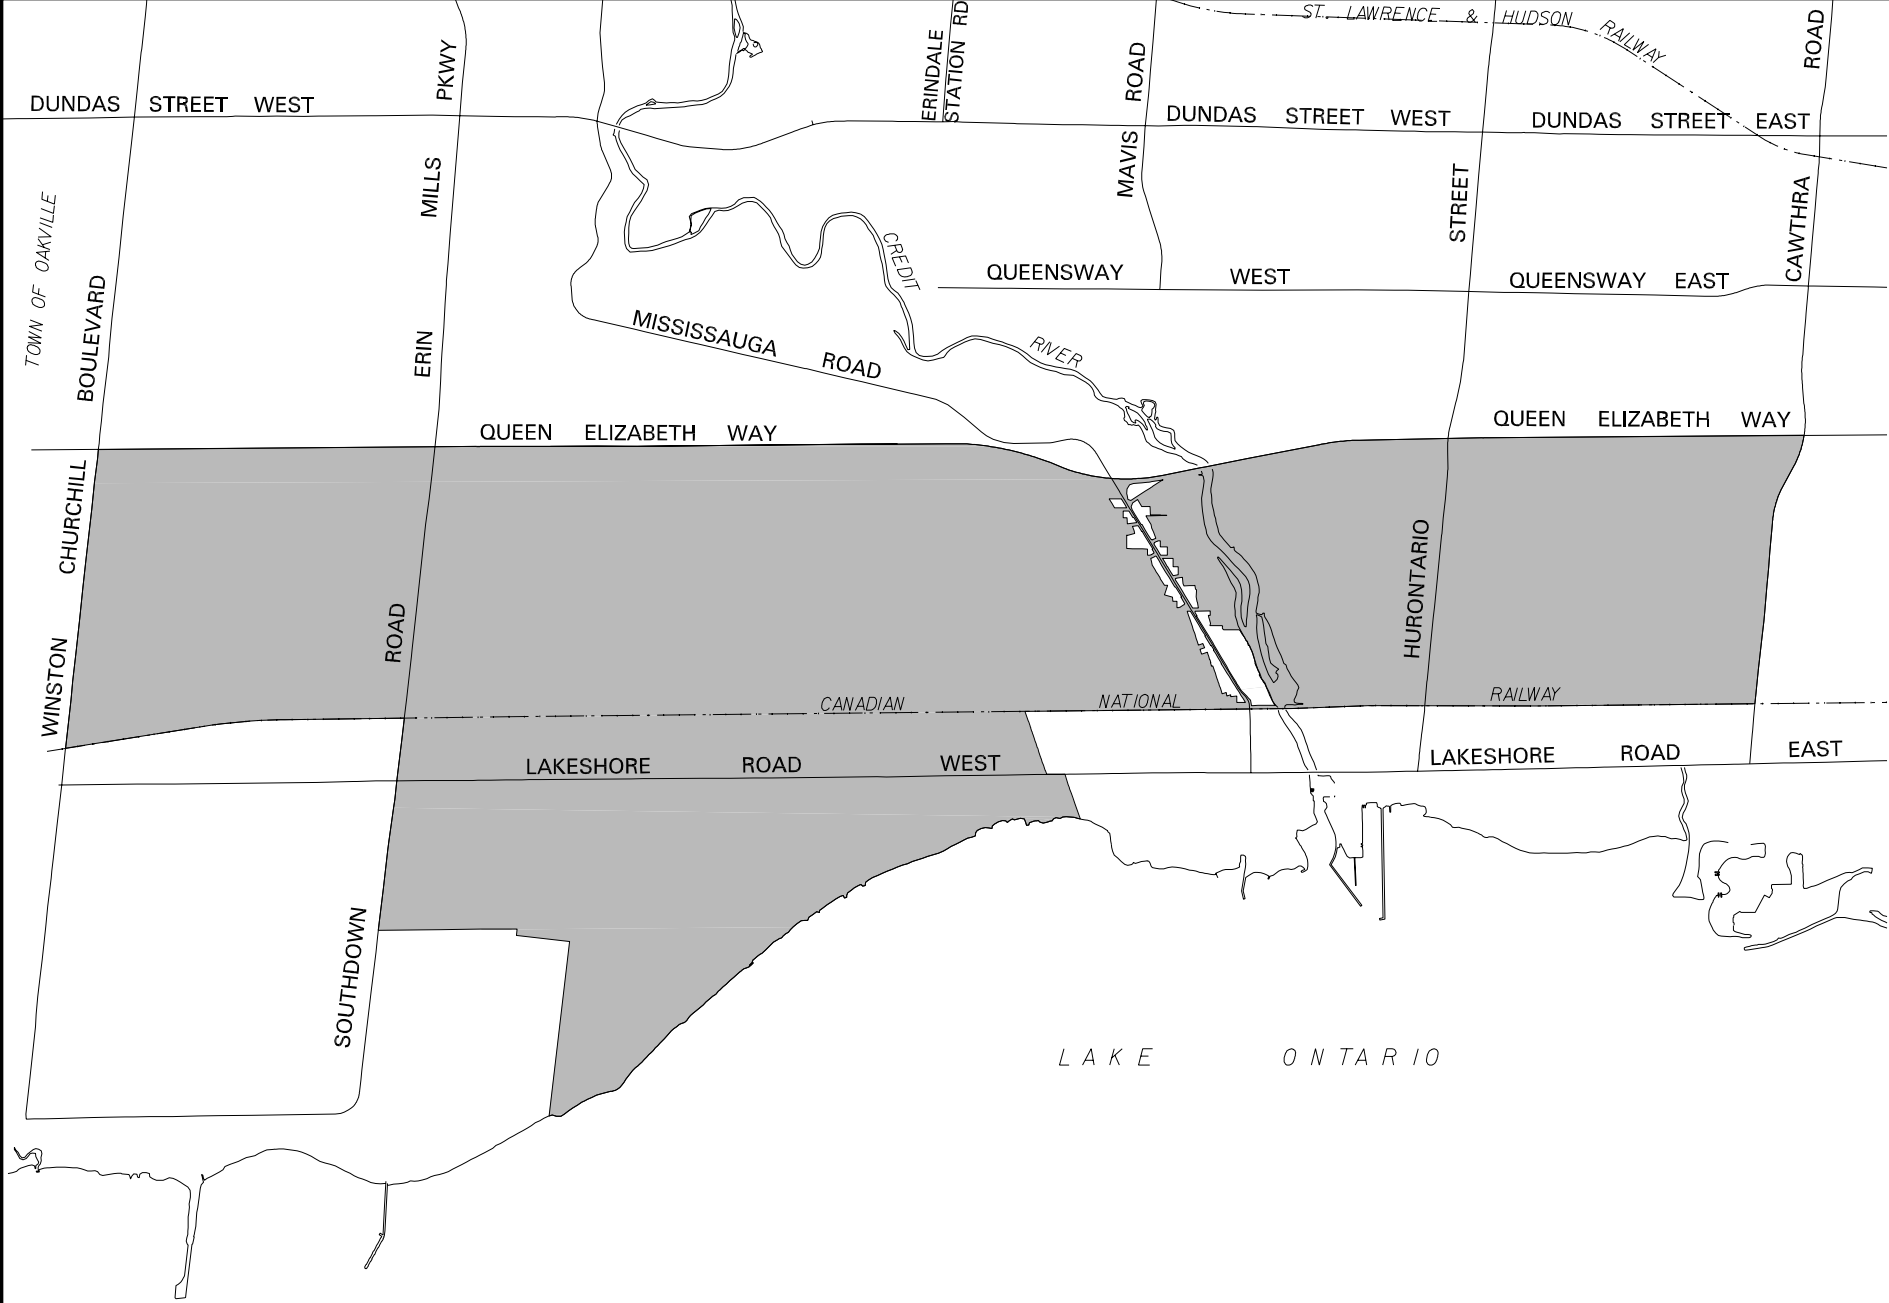 ST. LAWRENCE & HUDSON RAILWAY
DUNDAS STREET WEST
ERIN MILLS PKWY
ERINDALE
STATION RD
MAVIS ROAD
DUNDAS STREET WEST
DUNDAS STREET EAST
CAWTHRA ROAD
TOWN OF OAKVILLE
WINSTON CHURCHILL BOULEVARD
CREDIT RIVER
QUEENSWAY WEST
QUEENSWAY EAST
HURONTARIO STREET
MISSISSAUGA ROAD
QUEEN ELIZABETH WAY
QUEEN ELIZABETH WAY
SOUTHDOWN ROAD
CANADIAN NATIONAL RAILWAY
LAKESHORE ROAD WEST
LAKESHORE ROAD EAST
LAKE ONTARIO